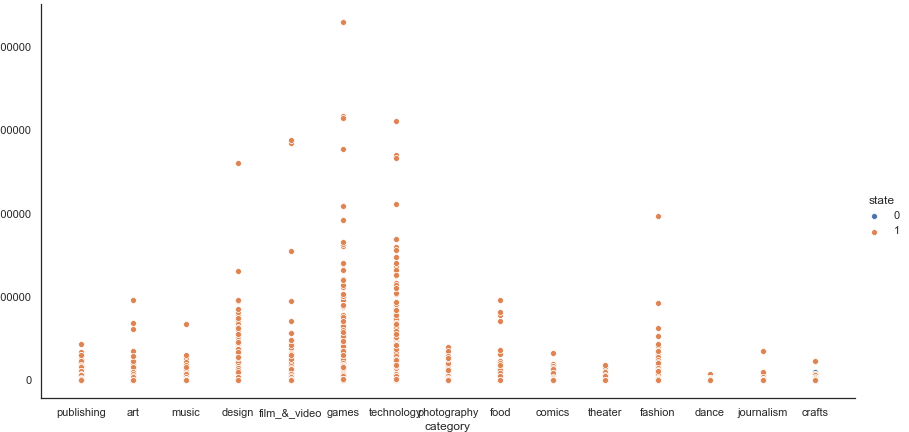 00000
00000
00000
00000
0
publishing art music design film_&_video games technology photography food comics theater fashion dance journalism crafts
category
state
0
1